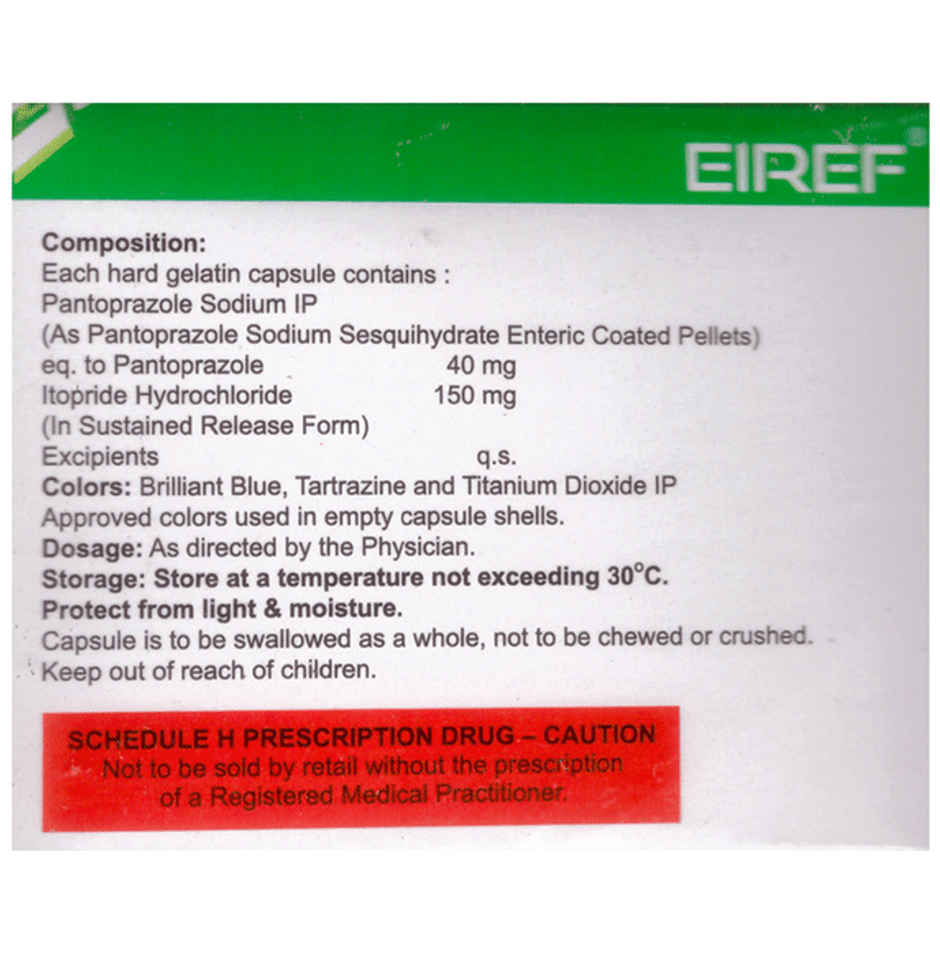 EIREF®
Composition:
Each hard gelatin capsule contains :
Pantoprazole Sodium IP
(As Pantoprazole Sodium Sesquihydrate Enteric Coated Pellets)
eq. to Pantoprazole 40 mg
Itopride Hydrochloride 150 mg
(In Sustained Release Form)
Excipients q.s.
Colors: Brilliant Blue, Tartrazine and Titanium Dioxide IP
Approved colors used in empty capsule shells.
Dosage: As directed by the Physician.
Storage: Store at a temperature not exceeding 30°C.
Protect from light & moisture.
Capsule is to be swallowed as a whole, not to be chewed or crushed.
Keep out of reach of children.
SCHEDULE H PRESCRIPTION DRUG – CAUTION
Not to be sold by retail without the prescription
of a Registered Medical Practitioner.